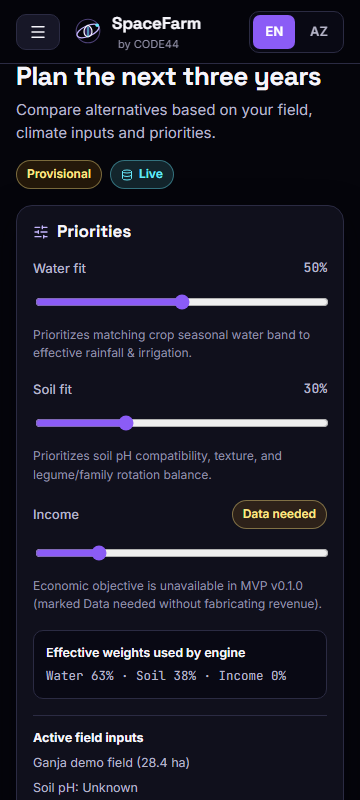 SpaceFarm
by CODE44
EN
AZ
Plan the next three years
Compare alternatives based on your field,
climate inputs and priorities.
Provisional
Live
Priorities
Water fit
50%
Prioritizes matching crop seasonal water band to
effective rainfall & irrigation.
Soil fit
30%
Prioritizes soil pH compatibility, texture, and
legume/family rotation balance.
Income
Data needed
Economic objective is unavailable in MVP v0.1.0
(marked Data needed without fabricating revenue).
Effective weights used by engine
Water 63% · Soil 38% · Income 0%
Active field inputs
Ganja demo field (28.4 ha)
Soil pH: Unknown